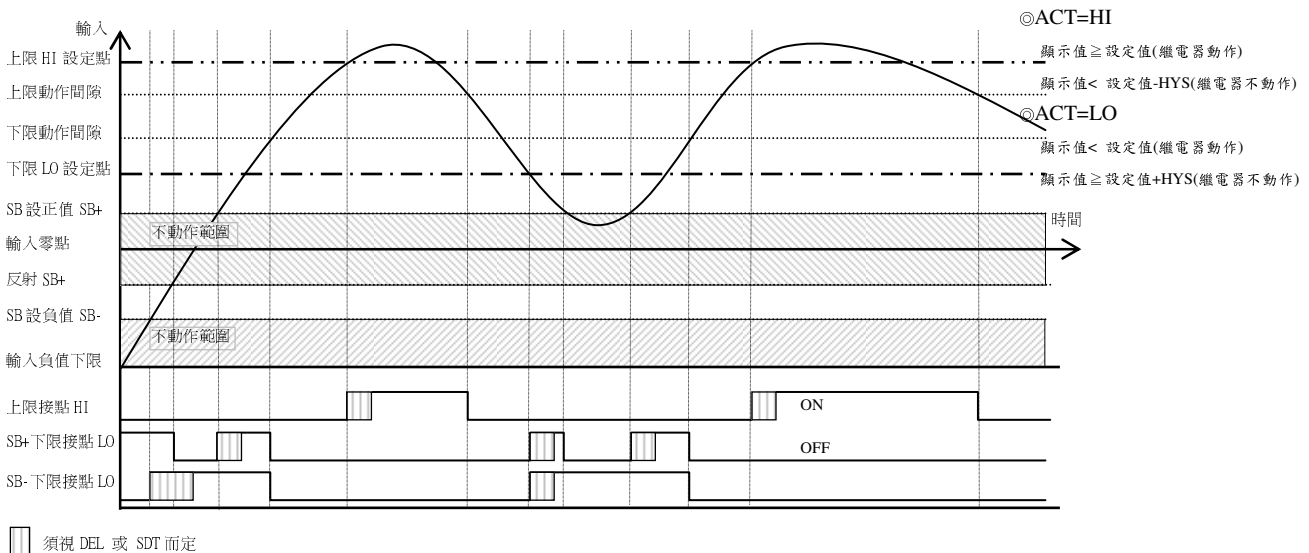 輸入
上限 HI 設定點
上限動作間隙
下限動作間隙
下限 LO 設定點
SB 設正值 SB+
輸入零點
反射 SB+
SB 設負值 SB-
輸入負值下限
上限接點 HI
SB+下限接點 LO
SB-下限接點 LO
不動作範圍
不動作範圍
時間
ON
OFF
◎ACT=HI
顯示值≧設定值(繼電器動作)
顯示值< 設定值-HYS(繼電器不動作)
◎ACT=LO
顯示值< 設定值(繼電器動作)
顯示值≧設定值+HYS(繼電器不動作)
須視 DEL 或 SDT 而定